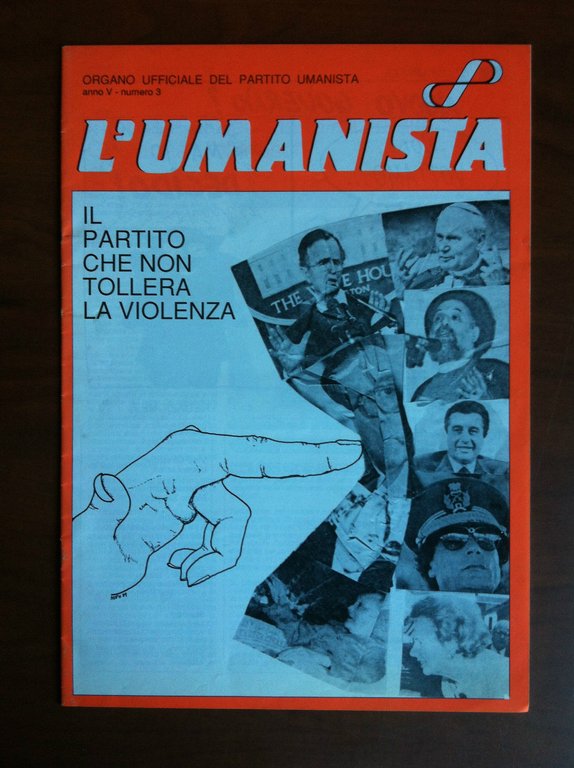 ORGANO UFFICIALE DEL PARTITO UMANISTA
anno V - numero 3
L'UMANISTA
IL
PARTITO
CHE NON
TOLLERA
LA VIOLENZA